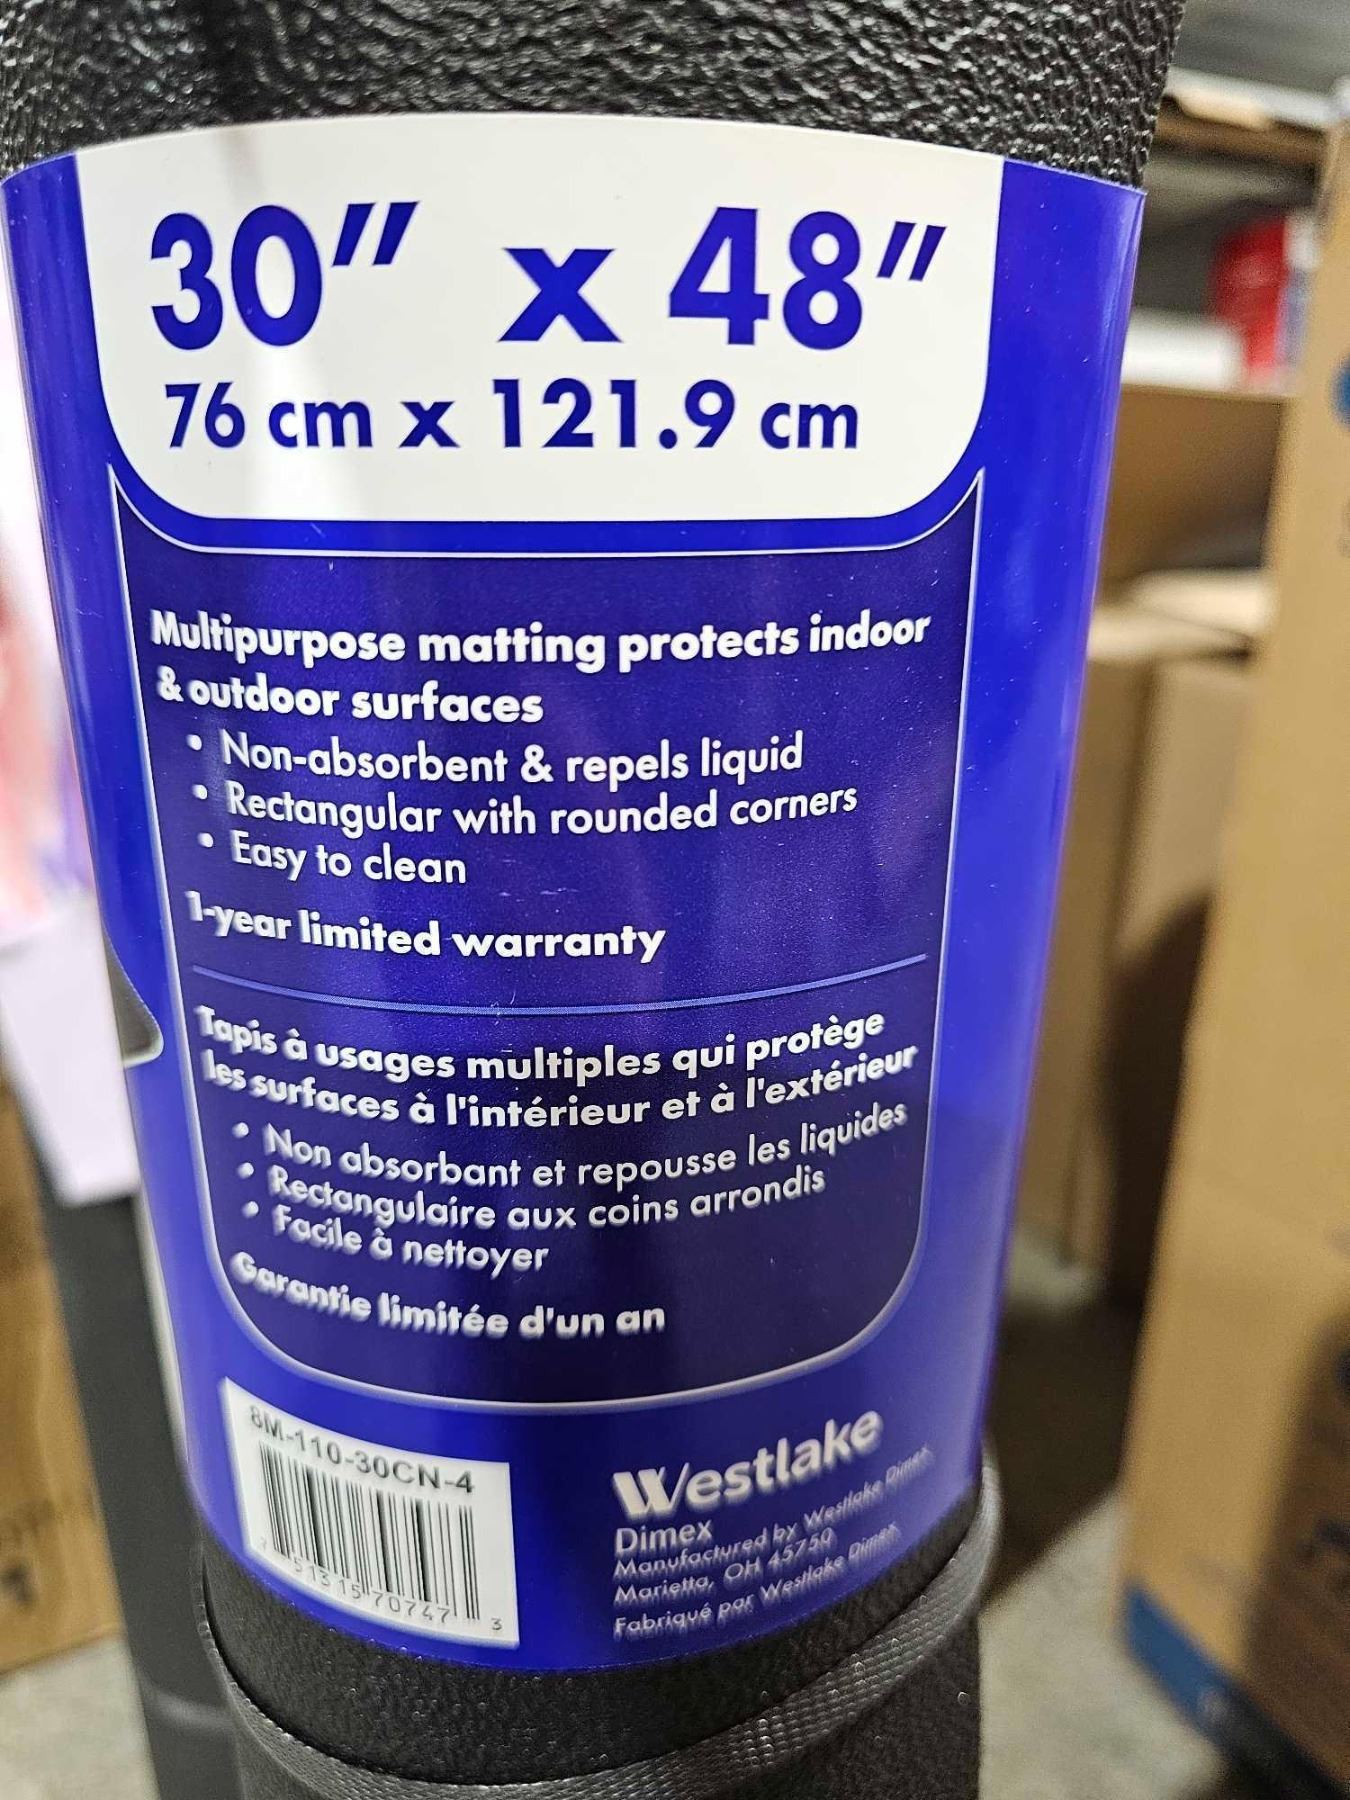 30" x 48"
76 cm x 121.9 cm
Multipurpose matting protects indoor
& outdoor surfaces
• Non-absorbent & repels liquid
• Rectangular with rounded corners
• Easy to clean
1-year limited warranty
Tapis à usages multiples qui protège
les surfaces à l'intérieur et à l'extérieur
• Non absorbant et repousse les liquides
• Rectangulaire aux coins arrondis
• Facile à nettoyer
Garantie limitée d'un an
8M-110-30CN-4
51315 70747 3
Westlake
Dimex
Manufactured by Westlake Dimex
Marietta, OH 45750
Fabriqué par Westlake Dimex